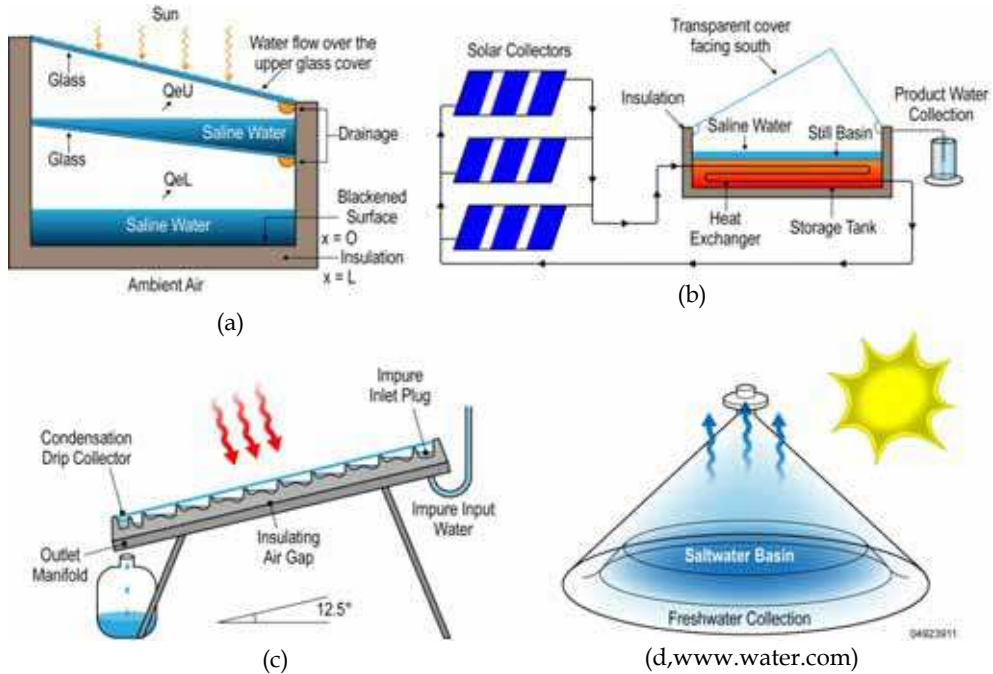 Sun
Water flow over the
upper glass cover
Glass
QeU
Saline Water
Drainage
Glass
QeL
Blackened
Surface
Saline Water
x = O
Insulation
x = L
Ambient Air
(a)
Transparent cover
facing south
Solar Collectors
Insulation
Product Water
Collection
Saline Water
Still Basin
Heat
Exchanger
Storage Tank
(b)
Impure
Inlet Plug
Condensation
Drip Collector
Impure Input
Water
Insulating
Air Gap
Outlet
Manifold
12.5°
(c)
Saltwater Basin
Freshwater Collection
04923911
(d,www.water.com)